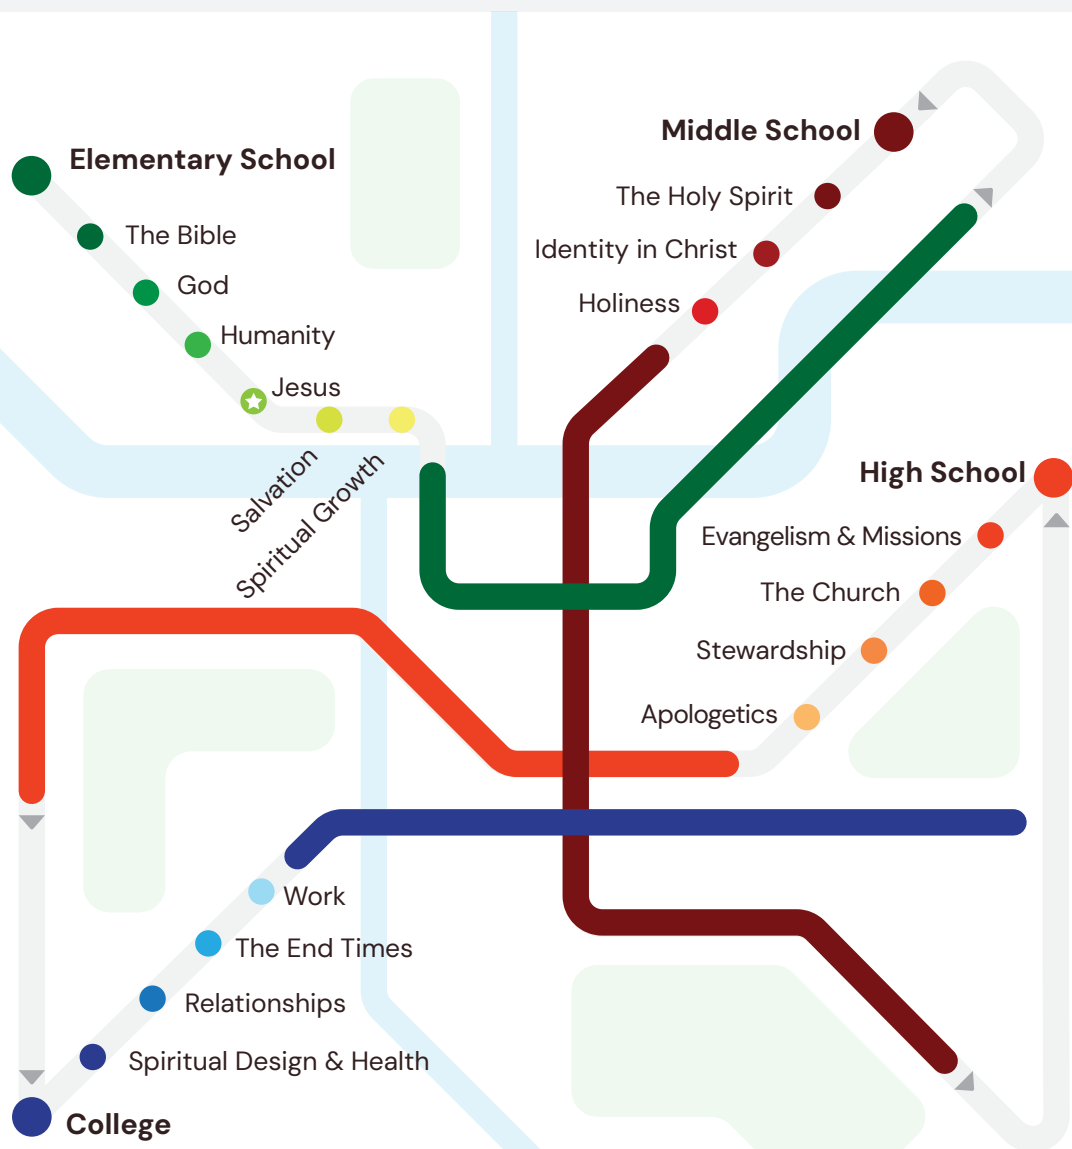 Elementary School
The Bible
God
Humanity
Jesus
Salvation
Spiritual Growth
Middle School
The Holy Spirit
Identity in Christ
Holiness
High School
Evangelism & Missions
The Church
Stewardship
Apologetics
Work
The End Times
Relationships
Spiritual Design & Health
College